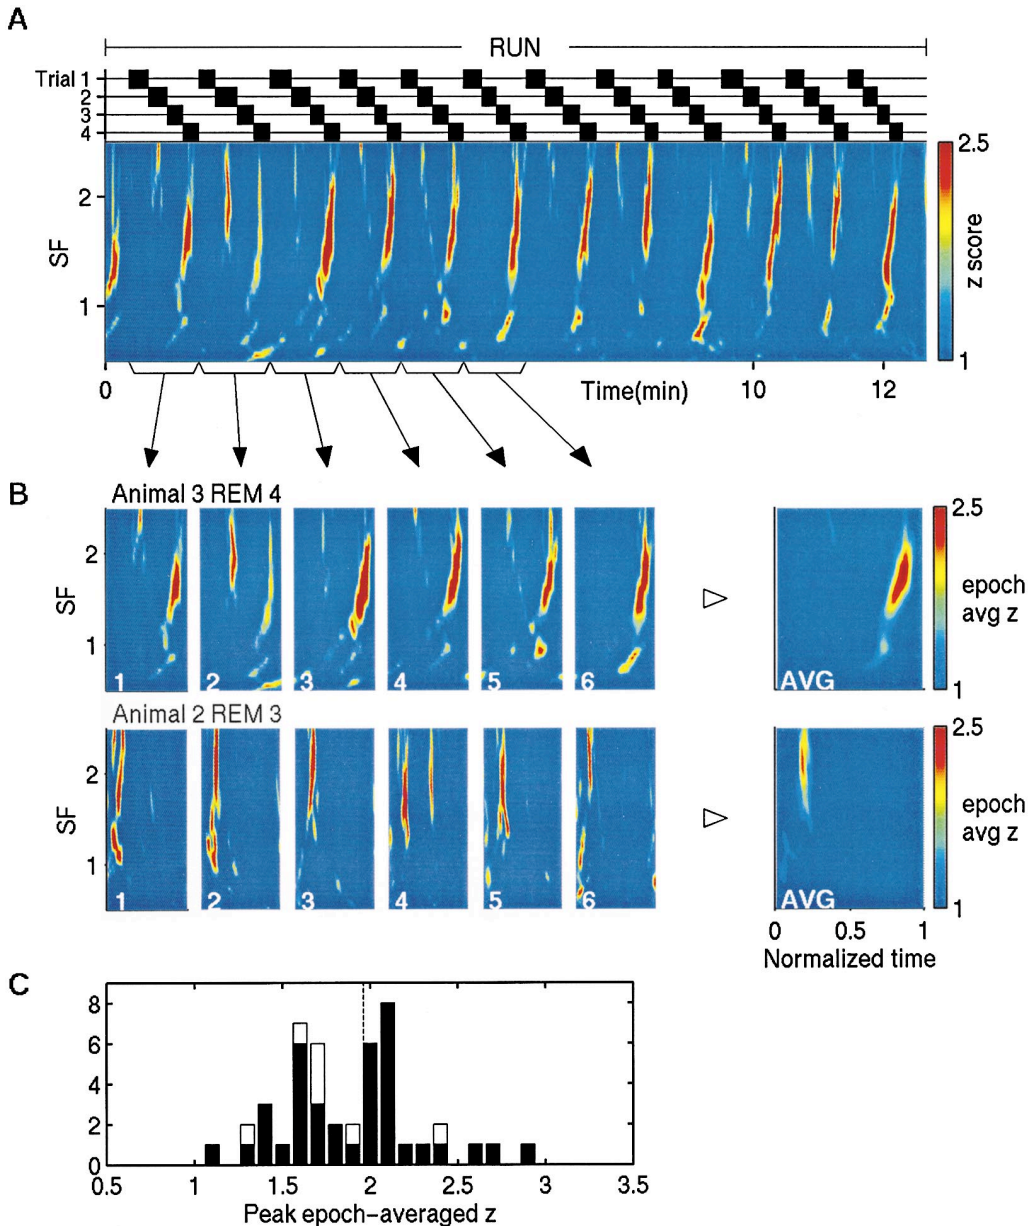 A
RUN
Trial 1
2
3
4
2.5
2
SF
1
z score
1
0
Time(min)
10
12
B
Animal 3 REM 4
2
SF
1
1 2 3 4 5 6
AVG
2.5
epoch
avg z
1
Animal 2 REM 3
2
SF
1
1 2 3 4 5 6
AVG
2.5
epoch
avg z
1
0 0.5 1
Normalized time
C
8
6
4
2
0
0.5 1 1.5 2 2.5 3 3.5
Peak epoch-averaged z